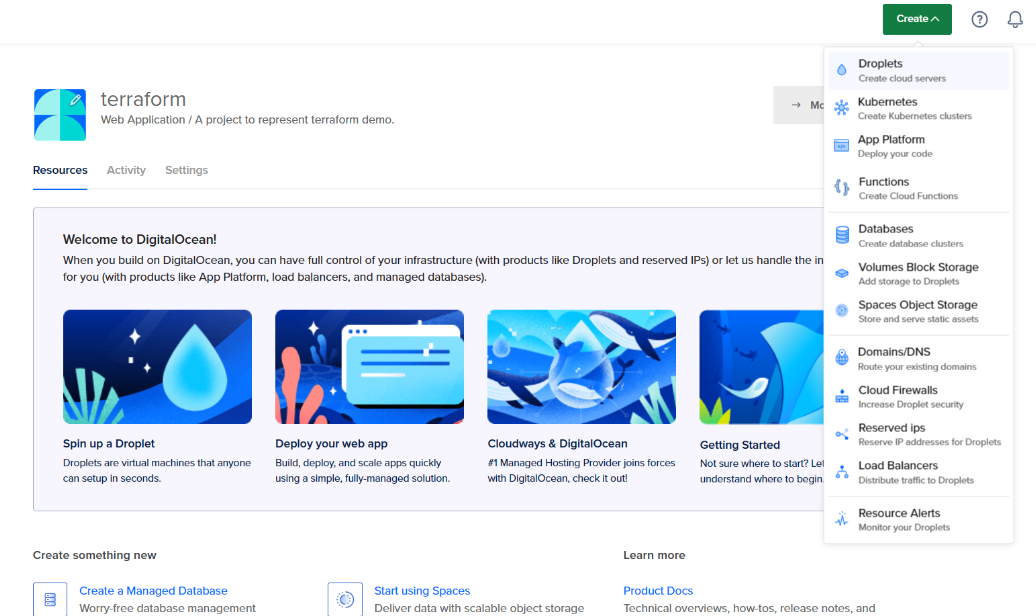 Create
terraform
Web Application / A project to represent terraform demo.
Resources
Activity
Settings
Welcome to DigitalOcean!
When you build on DigitalOcean, you can have full control of your infrastructure (with products like Droplets and reserved IPs) or let us handle the in
for you (with products like App Platform, load balancers, and managed databases).
Spin up a Droplet
Droplets are virtual machines that anyone
can setup in seconds.
Deploy your web app
Build, deploy, and scale apps quickly
using a simple, fully-managed solution.
Cloudways & DigitalOcean
#1 Managed Hosting Provider joins forces
with DigitalOcean, check it out!
Getting Started
Not sure where to start? Let
understand where to begin.
Create something new
Create a Managed Database
Worry-free database management
Start using Spaces
Deliver data with scalable object storage
Learn more
Product Docs
Technical overviews, how-tos, release notes, and
Droplets
Create cloud servers
Kubernetes
Create Kubernetes clusters
App Platform
Deploy your code
Functions
Create Cloud Functions
Databases
Create database clusters
Volumes Block Storage
Add storage to Droplets
Spaces Object Storage
Store and serve static assets
Domains/DNS
Route your existing domains
Cloud Firewalls
Increase Droplet security
Reserved ips
Reserve IP addresses for Droplets
Load Balancers
Distribute traffic to Droplets
Resource Alerts
Monitor your Droplets